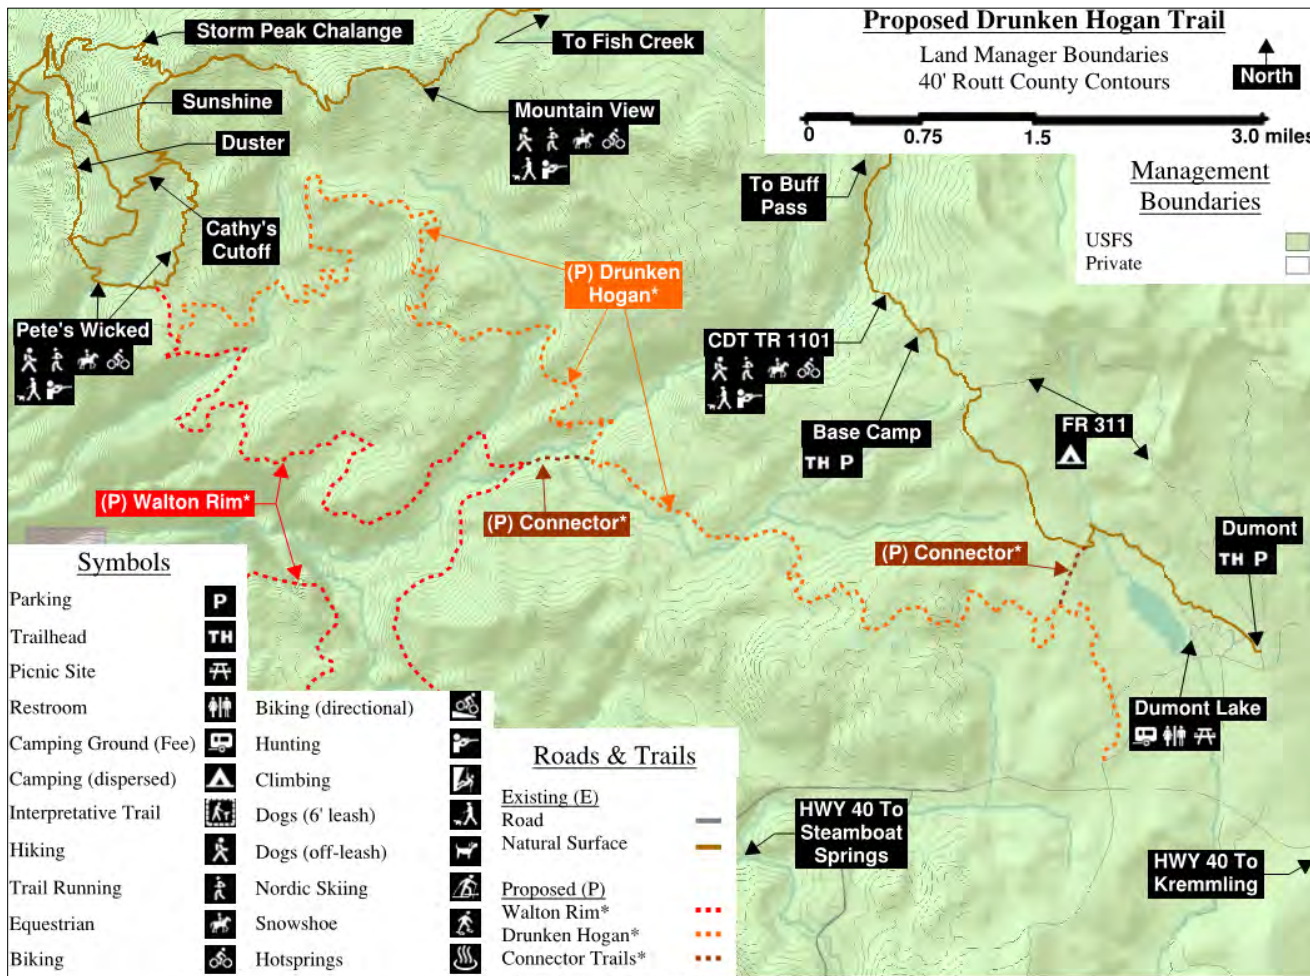 Proposed Drunken Hogan Trail
Land Manager Boundaries
40' Routt County Contours
North
0 0.75 1.5 3.0 miles
Management
Boundaries
USFS
Private
Storm Peak Chalange
To Fish Creek
Sunshine
Mountain View
Duster
To Buff
Pass
Cathy's
Cutoff
(P) Drunken
Hogan*
Pete's Wicked
CDT TR 1101
Base Camp
TH P
FR 311
(P) Walton Rim*
(P) Connector*
(P) Connector*
Dumont
TH P
Dumont Lake
HWY 40 To
Steamboat
Springs
HWY 40 To
Kremmling
Symbols
Parking P
Trailhead TH
Picnic Site
Restroom
Camping Ground (Fee)
Camping (dispersed)
Interpretative Trail
Hiking
Trail Running
Equestrian
Biking
Biking (directional)
Hunting
Climbing
Dogs (6' leash)
Dogs (off-leash)
Nordic Skiing
Snowshoe
Hotsprings
Roads & Trails
Existing (E)
Road
Natural Surface
Proposed (P)
Walton Rim*
Drunken Hogan*
Connector Trails*